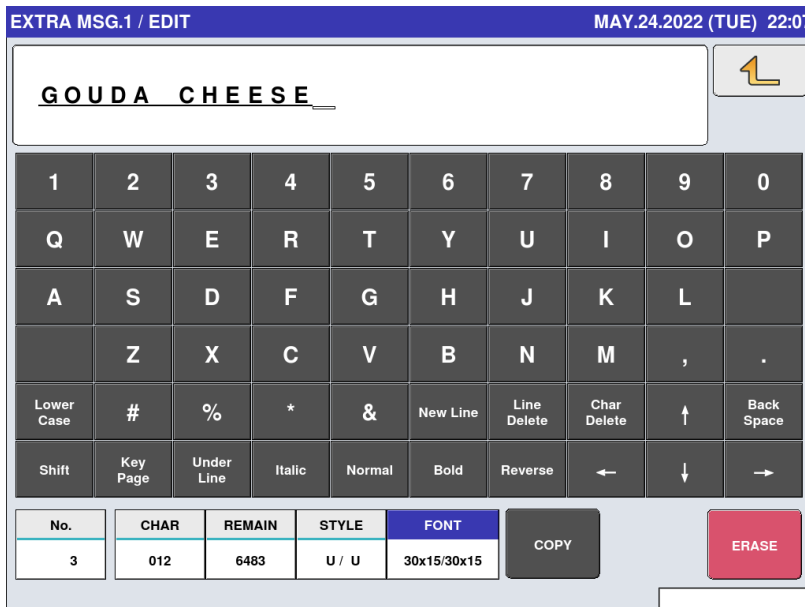 EXTRA MSG.1 / EDIT MAY.24.2022 (TUE) 22:07
GOUDA CHEESE_
1 2 3 4 5 6 7 8 9 0
Q W E R T Y U I O P
A S D F G H J K L
Z X C V B N M , .
Lower Case # % * & New Line Line Delete Char Delete ↑ Back Space
Shift Key Page Under Line Italic Normal Bold Reverse ← ↓ →
No. CHAR REMAIN STYLE FONT COPY ERASE
3 012 6483 U / U 30x15/30x15